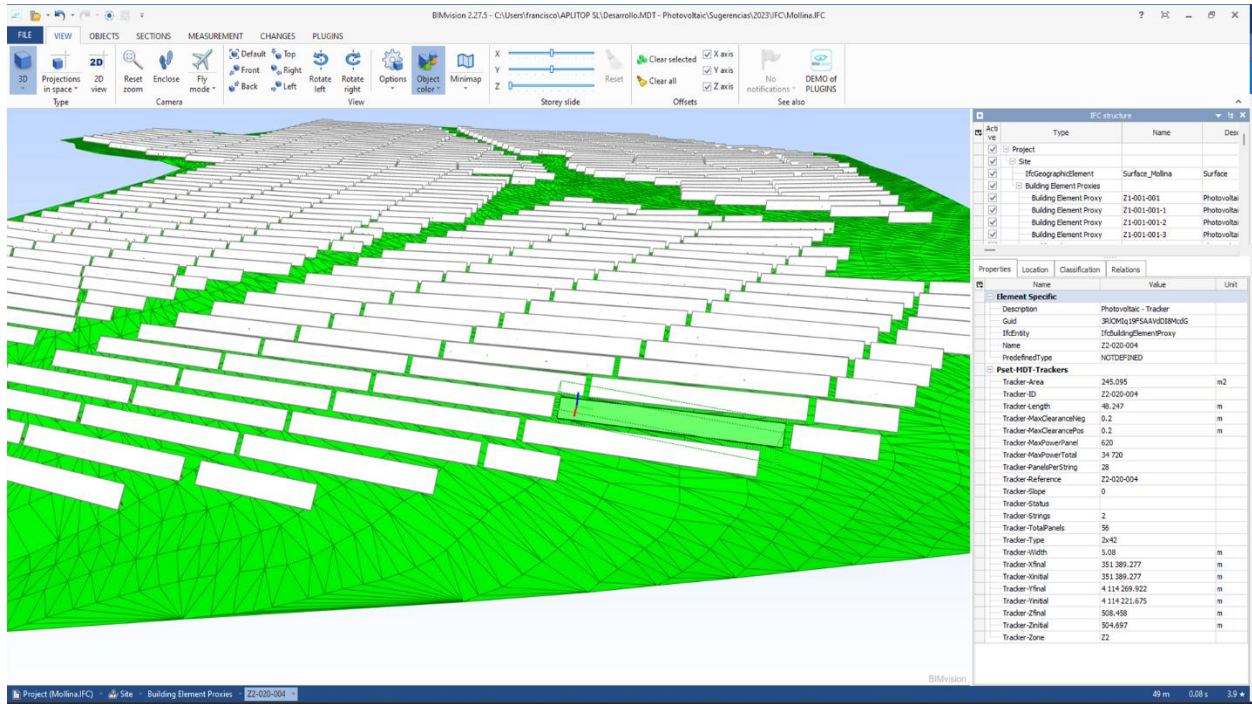 BIMvision 2.27.5 - C:\Users\francisco\APLITOP SL\Desarrollo.MDT - Photovoltaic\Sugerencias\2023\IFC\Mollina.IFC
FILE VIEW OBJECTS SECTIONS MEASUREMENT CHANGES PLUGINS
3D
Projections in space
2D
2D view
Reset zoom
Enclose
Fly mode
Default Top
Front Right
Back Left
Rotate left
Rotate right
Options
Object color
Minimap
X
Y
Z
Reset
Clear selected
Clear all
X axis
Y axis
Z axis
No notifications
DEMO of PLUGINS
Type Camera View Storey slide Offsets See also
IFC structure
Active Type Name Desc
Project
Site
IfcGeographicElement Surface_Mollina Surface
Building Element Proxies
Building Element Proxy Z1-001-001 Photovoltai
Building Element Proxy Z1-001-001-1 Photovoltai
Building Element Proxy Z1-001-001-2 Photovoltai
Building Element Proxy Z1-001-001-3 Photovoltai
Properties Location Classification Relations
Name Value Unit
Element Specific
Description Photovoltaic - Tracker
Guid
IfcEntity IfcBuildingElementProxy
Name Z2-020-004
PredefinedType NOTDEFINED
Pset-MDT-Trackers
Tracker-Area 245.095 m2
Tracker-ID Z2-020-004
Tracker-Length 48.247 m
Tracker-MaxClearanceNeg 0.2 m
Tracker-MaxClearancePos 0.2 m
Tracker-MaxPowerPanel 620
Tracker-MaxPowerTotal 34 720
Tracker-PanelsPerString 28
Tracker-Reference Z2-020-004
Tracker-Slope 0
Tracker-Status
Tracker-Strings 2
Tracker-TotalPanels 56
Tracker-Type 2x42
Tracker-Width 5.08 m
Tracker-Xfinal 351 389.277 m
Tracker-Xinitial 351 389.277 m
Tracker-Yfinal 4 114 269.922 m
Tracker-Yinitial 4 114 221.675 m
Tracker-Zfinal 508.458 m
Tracker-Zinitial 504.697 m
Tracker-Zone Z2
BIMvision
Project (Mollina.IFC) Site Building Element Proxies Z2-020-004 49 m 0.08 s 3.9 ★